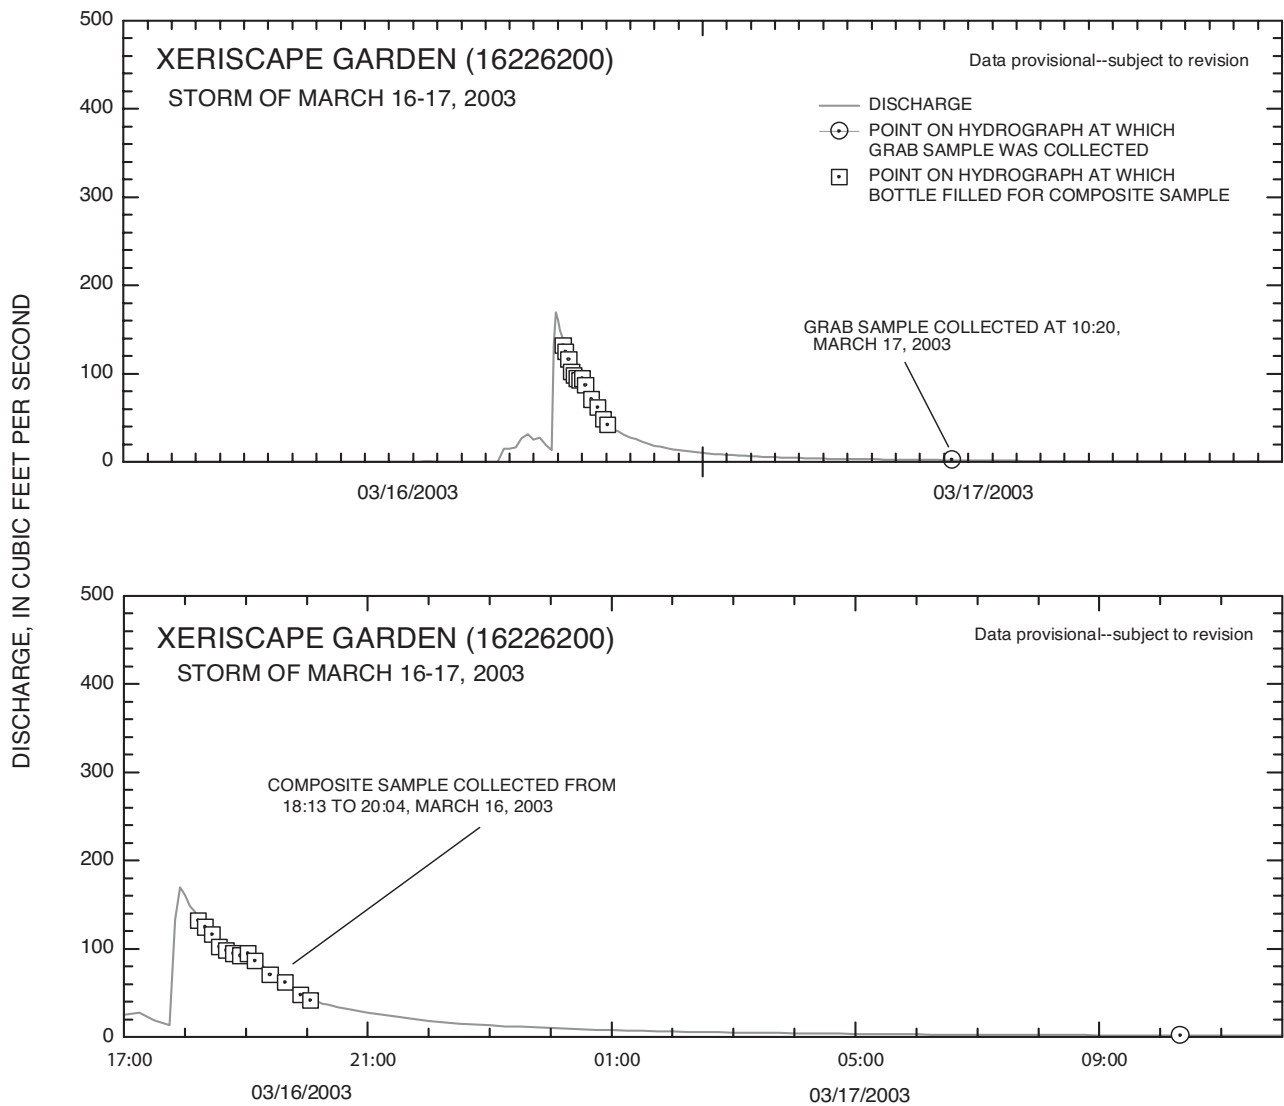 DISCHARGE, IN CUBIC FEET PER SECOND
500
400
300
200
100
0
XERISCAPE GARDEN (16226200)
STORM OF MARCH 16-17, 2003
Data provisional--subject to revision
DISCHARGE
POINT ON HYDROGRAPH AT WHICH
GRAB SAMPLE WAS COLLECTED
POINT ON HYDROGRAPH AT WHICH
BOTTLE FILLED FOR COMPOSITE SAMPLE
GRAB SAMPLE COLLECTED AT 10:20,
MARCH 17, 2003
03/16/2003
03/17/2003
500
400
300
200
100
0
XERISCAPE GARDEN (16226200)
STORM OF MARCH 16-17, 2003
Data provisional--subject to revision
COMPOSITE SAMPLE COLLECTED FROM
18:13 TO 20:04, MARCH 16, 2003
17:00
21:00
01:00
05:00
09:00
03/16/2003
03/17/2003